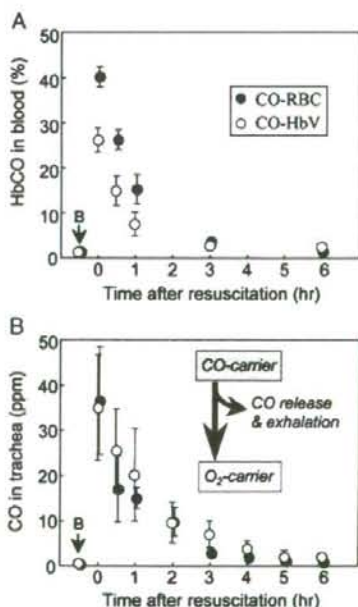 A
HbCO in blood (%)
50
40
30
20
10
0
CO-RBC
CO-HbV
B
0 1 2 3 4 5 6
Time after resuscitation (hr)
B
CO in trachea (ppm)
50
40
30
20
10
0
CO-carrier
CO release
& exhalation
O₂-carrier
B
0 1 2 3 4 5 6
Time after resuscitation (hr)